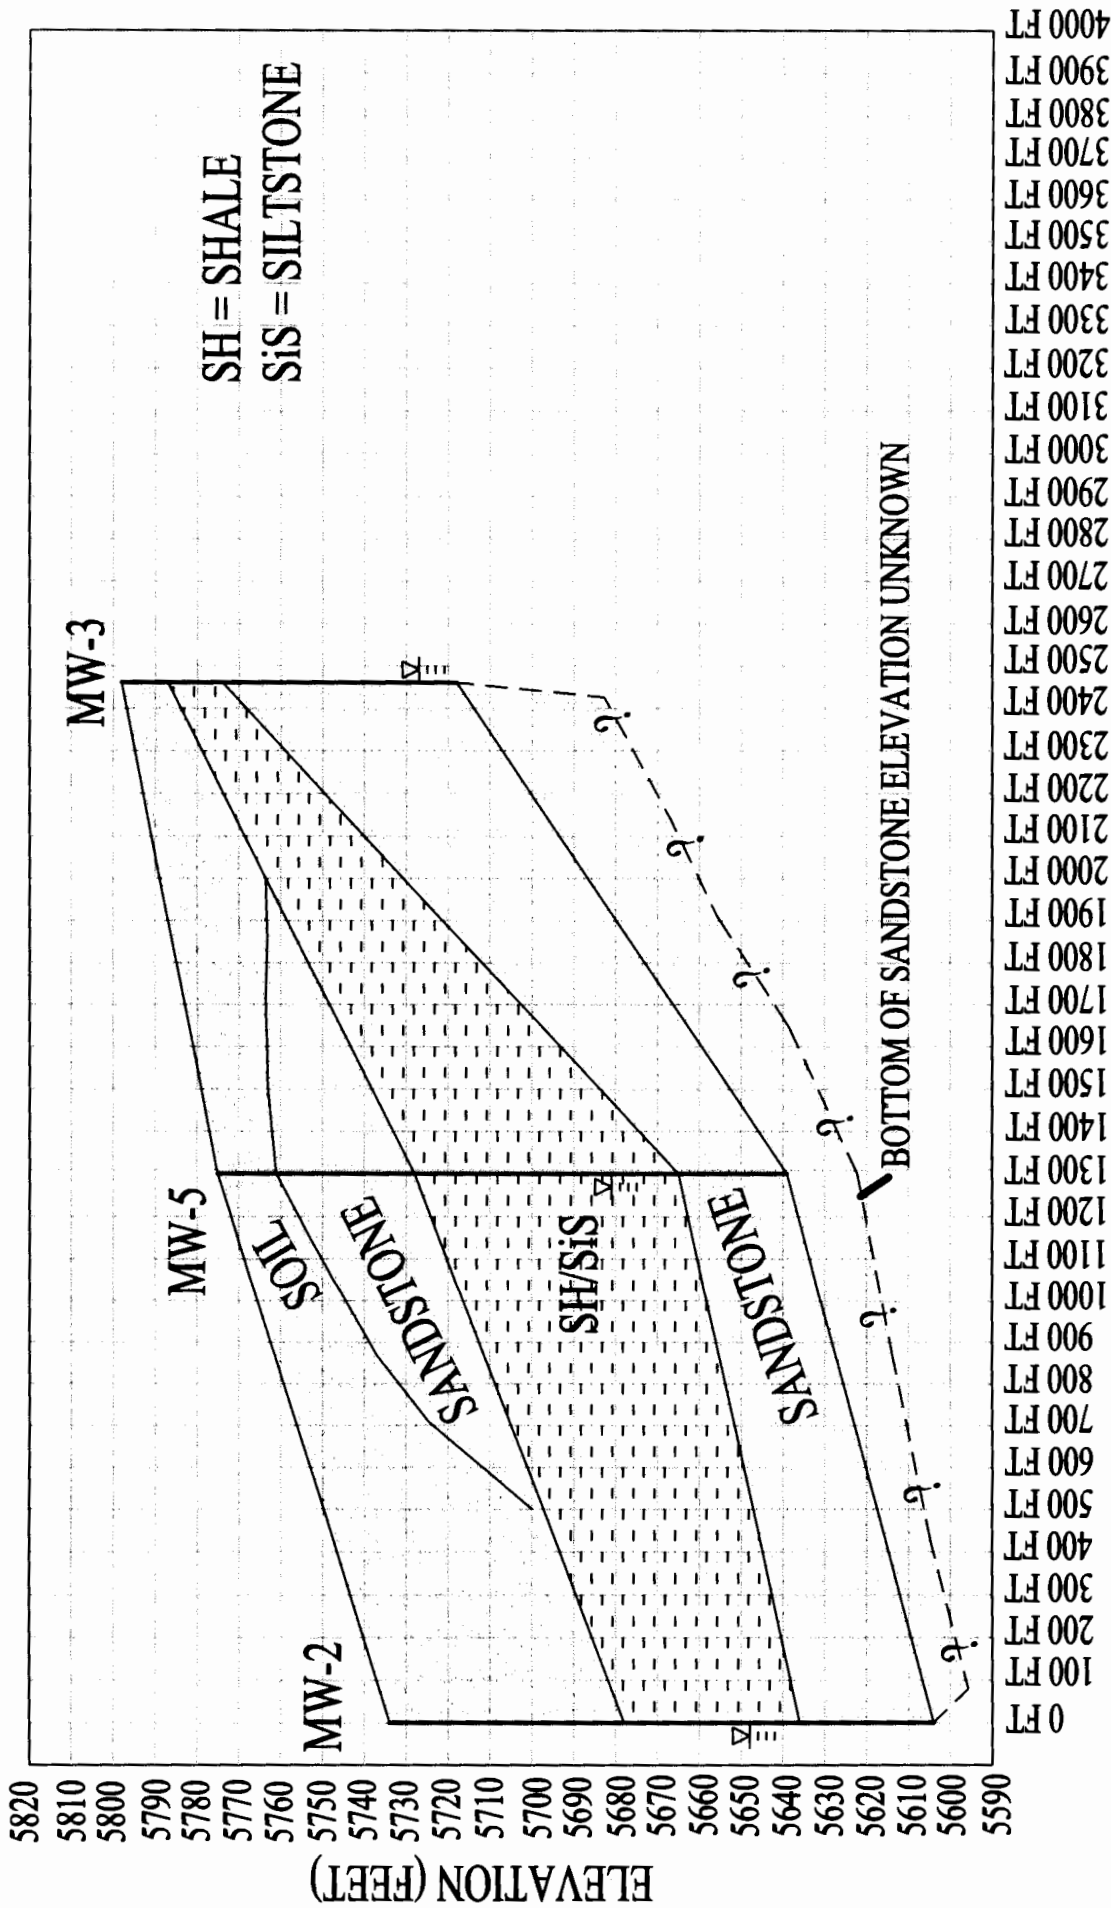 MW-3
MW-5
MW-2
SH = SHALE
SiS = SILTSTONE
SOIL
SANDSTONE
SH/SiS
SANDSTONE
?
?
?
?
?
?
?
BOTTOM OF SANDSTONE ELEVATION UNKNOWN
ELEVATION (FEET)
5820
5810
5800
5790
5780
5770
5760
5750
5740
5730
5720
5710
5700
5690
5680
5670
5660
5650
5640
5630
5620
5610
5600
5590
0 FT
100 FT
200 FT
300 FT
400 FT
500 FT
600 FT
700 FT
800 FT
900 FT
1000 FT
1100 FT
1200 FT
1300 FT
1400 FT
1500 FT
1600 FT
1700 FT
1800 FT
1900 FT
2000 FT
2100 FT
2200 FT
2300 FT
2400 FT
2500 FT
2600 FT
2700 FT
2800 FT
2900 FT
3000 FT
3100 FT
3200 FT
3300 FT
3400 FT
3500 FT
3600 FT
3700 FT
3800 FT
3900 FT
4000 FT